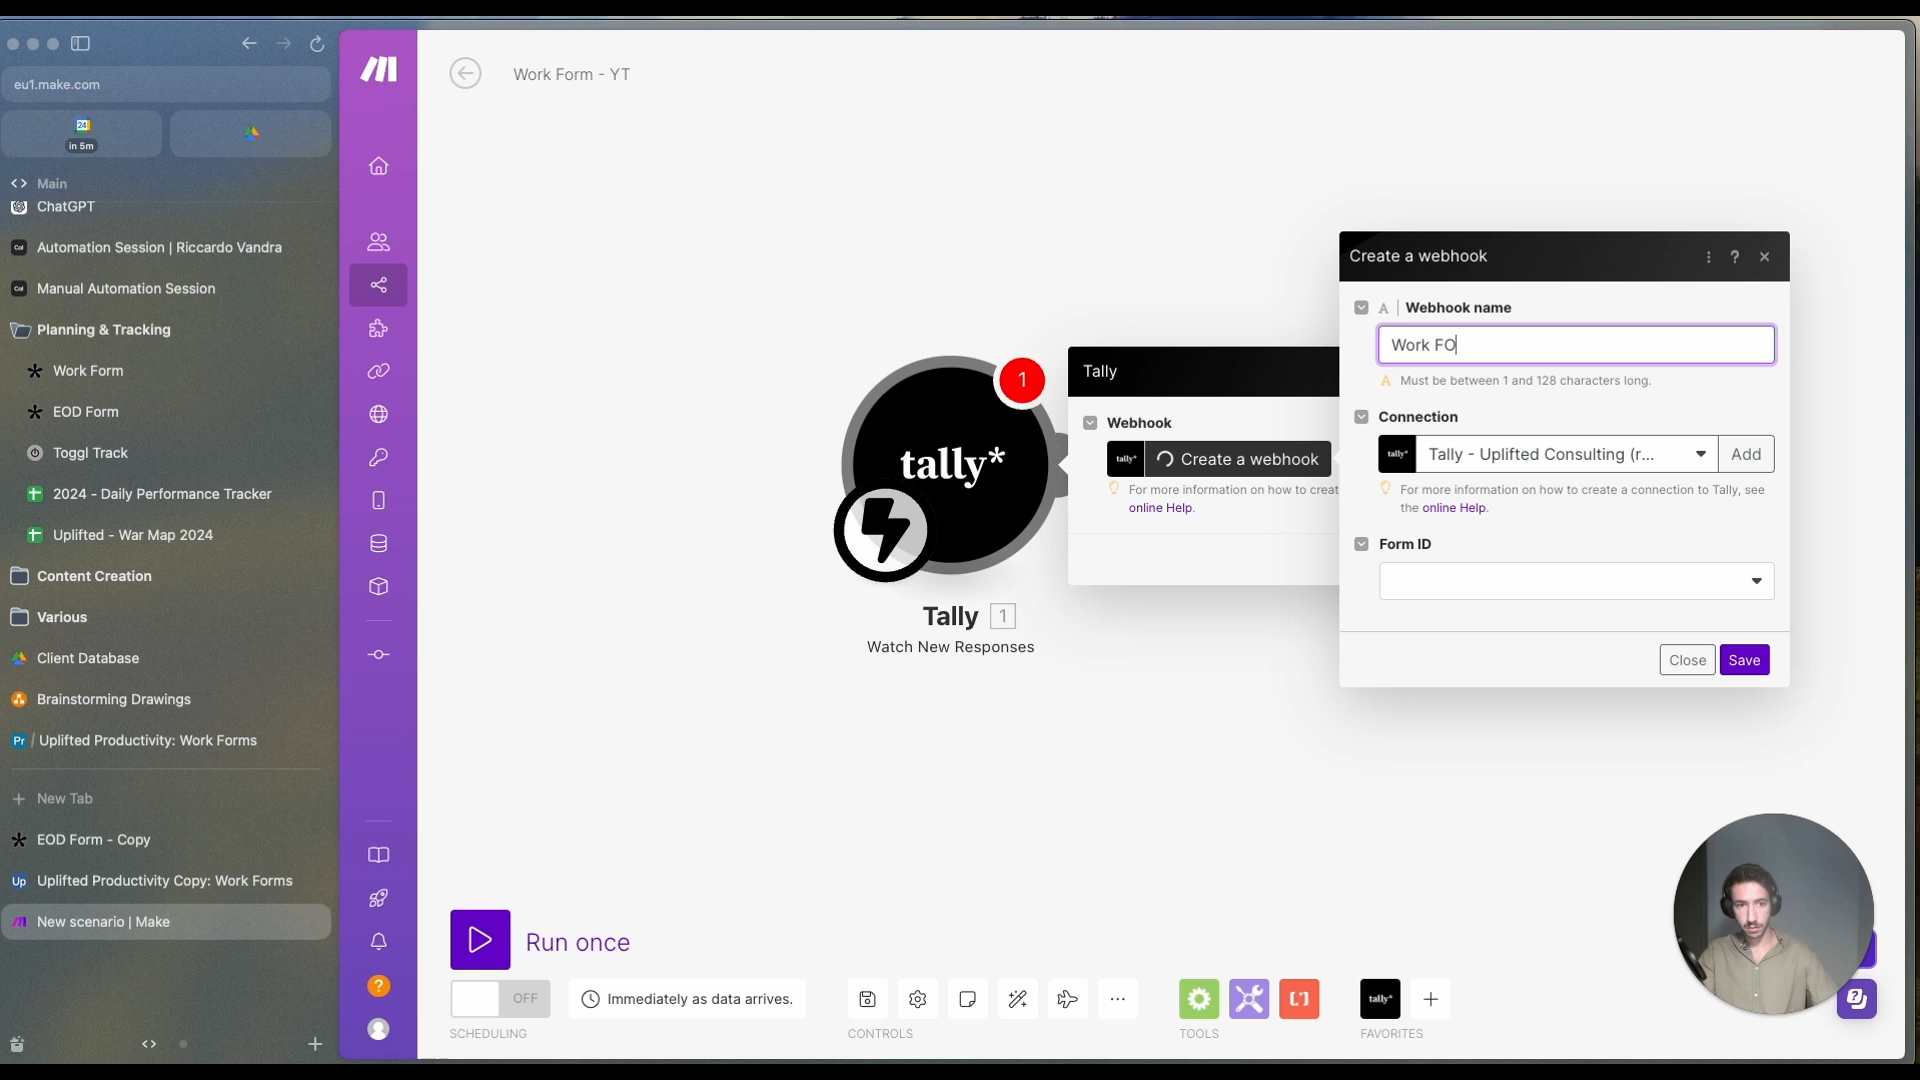 eu1.make.com
24
in 5m
Main
ChatGPT
Automation Session | Riccardo Vandra
Manual Automation Session
Planning & Tracking
Work Form
EOD Form
Toggl Track
2024 - Daily Performance Tracker
Uplifted - War Map 2024
Content Creation
Various
Client Database
Brainstorming Drawings
Pr / Uplifted Productivity: Work Forms
New Tab
EOD Form - Copy
Up Uplifted Productivity Copy: Work Forms
New scenario | Make
Work Form - YT
tally*
1
Tally 1
Watch New Responses
Tally
Webhook
tally* Create a webhook
For more information on how to creat
online Help.
Create a webhook
A | Webhook name
Work FO
Must be between 1 and 128 characters long.
Connection
tally* Tally - Uplifted Consulting (r... Add
For more information on how to create a connection to Tally, see
the online Help.
Form ID
Close Save
Run once
OFF
Immediately as data arrives.
SCHEDULING
CONTROLS
TOOLS
tally*
FAVORITES